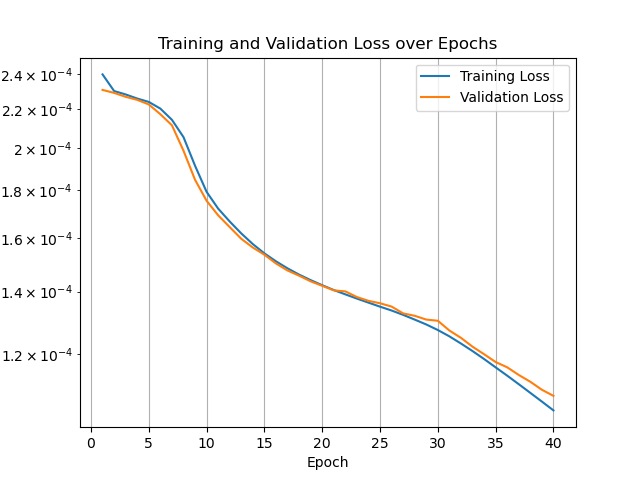 Training and Validation Loss over Epochs
Training Loss
Validation Loss
2.4 × 10⁻⁴
2.2 × 10⁻⁴
2 × 10⁻⁴
1.8 × 10⁻⁴
1.6 × 10⁻⁴
1.4 × 10⁻⁴
1.2 × 10⁻⁴
0 5 10 15 20 25 30 35 40
Epoch